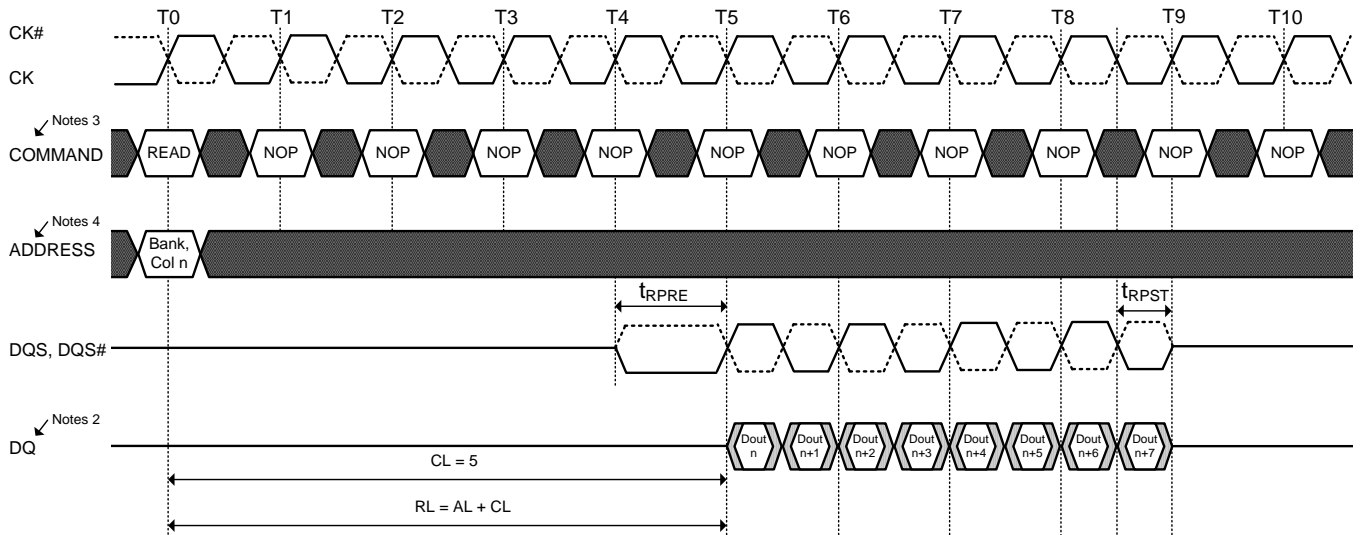 T0 T1 T2 T3 T4 T5 T6 T7 T8 T9 T10
CK#
CK
Notes 3
COMMAND READ NOP NOP NOP NOP NOP NOP NOP NOP NOP NOP
Notes 4
ADDRESS Bank, Col n
tRPRE tRPST
DQS, DQS#
Notes 2
DQ Dout n Dout n+1 Dout n+2 Dout n+3 Dout n+4 Dout n+5 Dout n+6 Dout n+7
CL = 5
RL = AL + CL